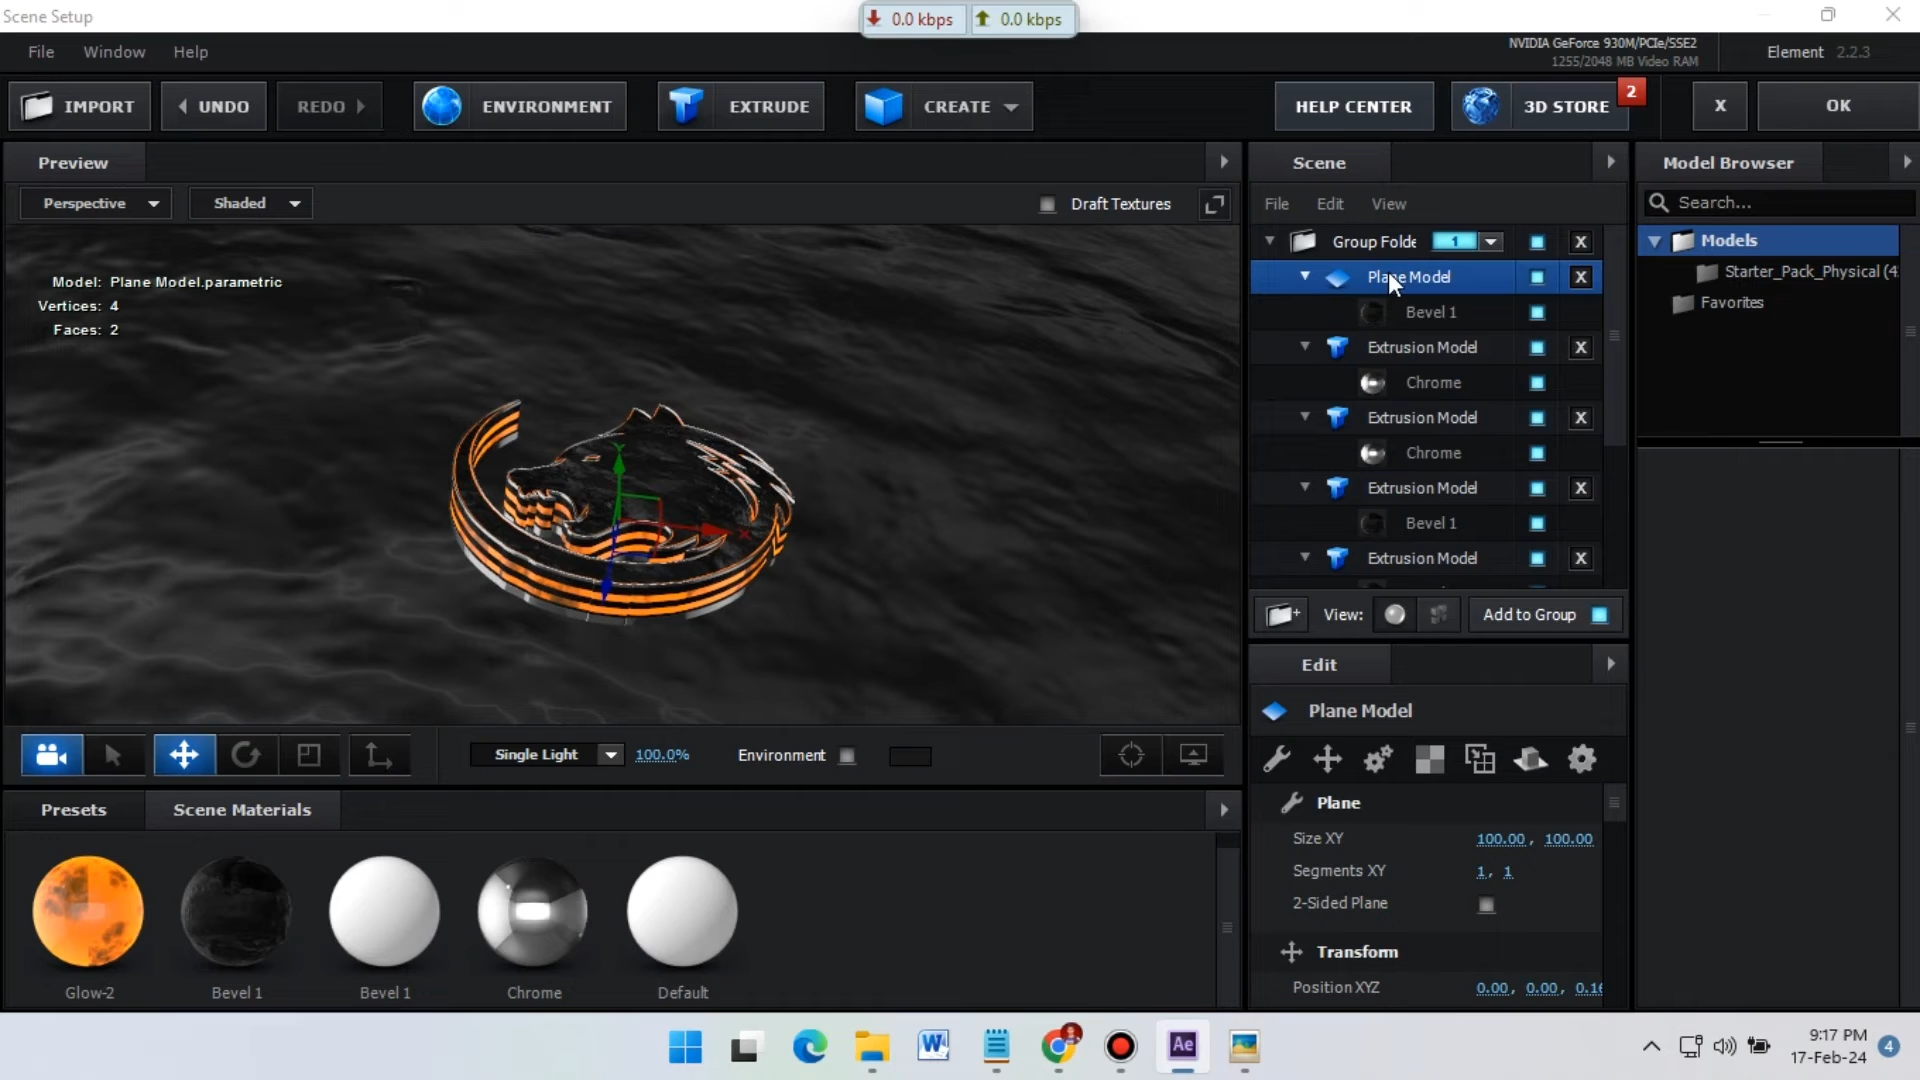 Scene Setup
0.0 kbps
0.0 kbps
File
Window
Help
NVIDIA GeForce 930M/PCIe/SSE2
1255/2048 MB Video RAM
Element 2.2.3
IMPORT
UNDO
REDO
ENVIRONMENT
EXTRUDE
CREATE
HELP CENTER
3D STORE
2
X
OK
Preview
Perspective
Shaded
Draft Textures
Model: Plane Model.parametric
Vertices: 4
Faces: 2
Y
X
Single Light
100.0%
Environment
Presets
Scene Materials
Glow-2
Bevel 1
Bevel 1
Chrome
Default
Scene
File
Edit
View
Group Folde
1
X
Plane Model
X
Bevel 1
Extrusion Model
X
Chrome
Extrusion Model
X
Chrome
Extrusion Model
X
Bevel 1
Extrusion Model
X
View:
Add to Group
Edit
Plane Model
Plane
Size XY
100.00, 100.00
Segments XY
1, 1
2-Sided Plane
Transform
Position XYZ
0.00, 0.00, 0.16
Model Browser
Search...
Models
Starter_Pack_Physical (4
Favorites
W
Ae
9:17 PM
17-Feb-24
4